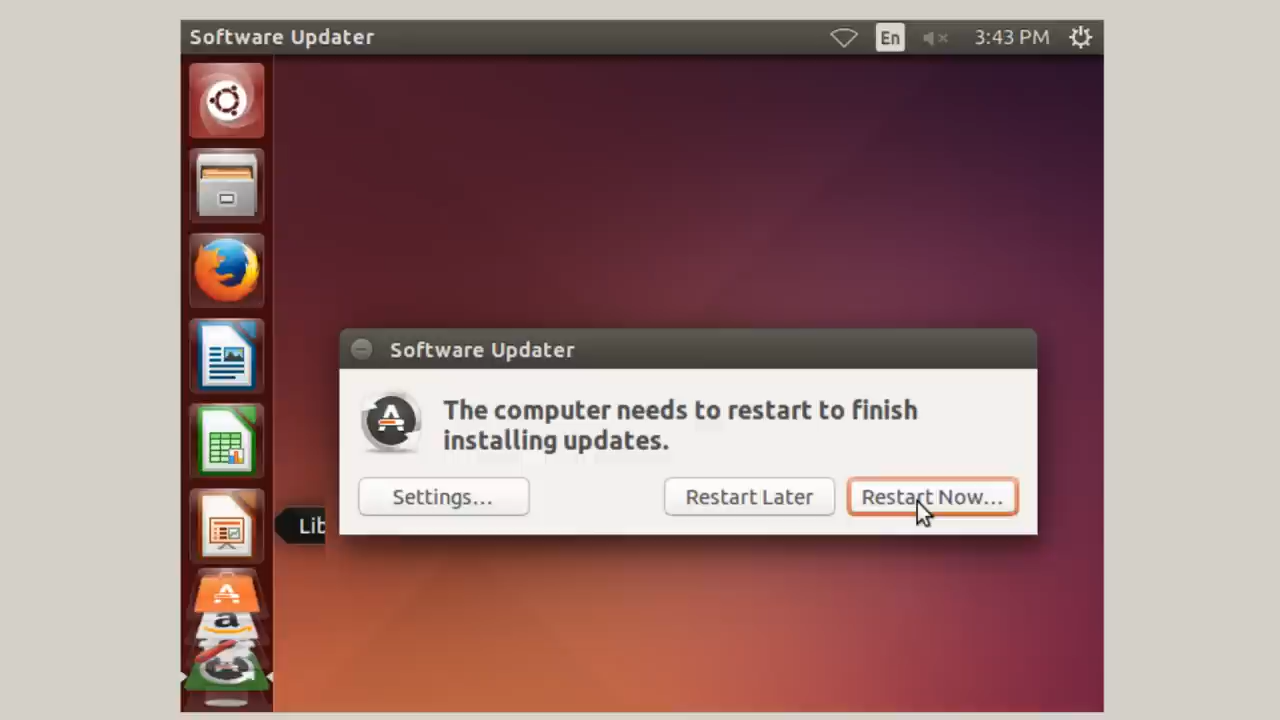 Software Updater
En
3:43 PM
Software Updater
The computer needs to restart to finish
installing updates.
Settings...
Restart Later
Restart Now...
Lib
a